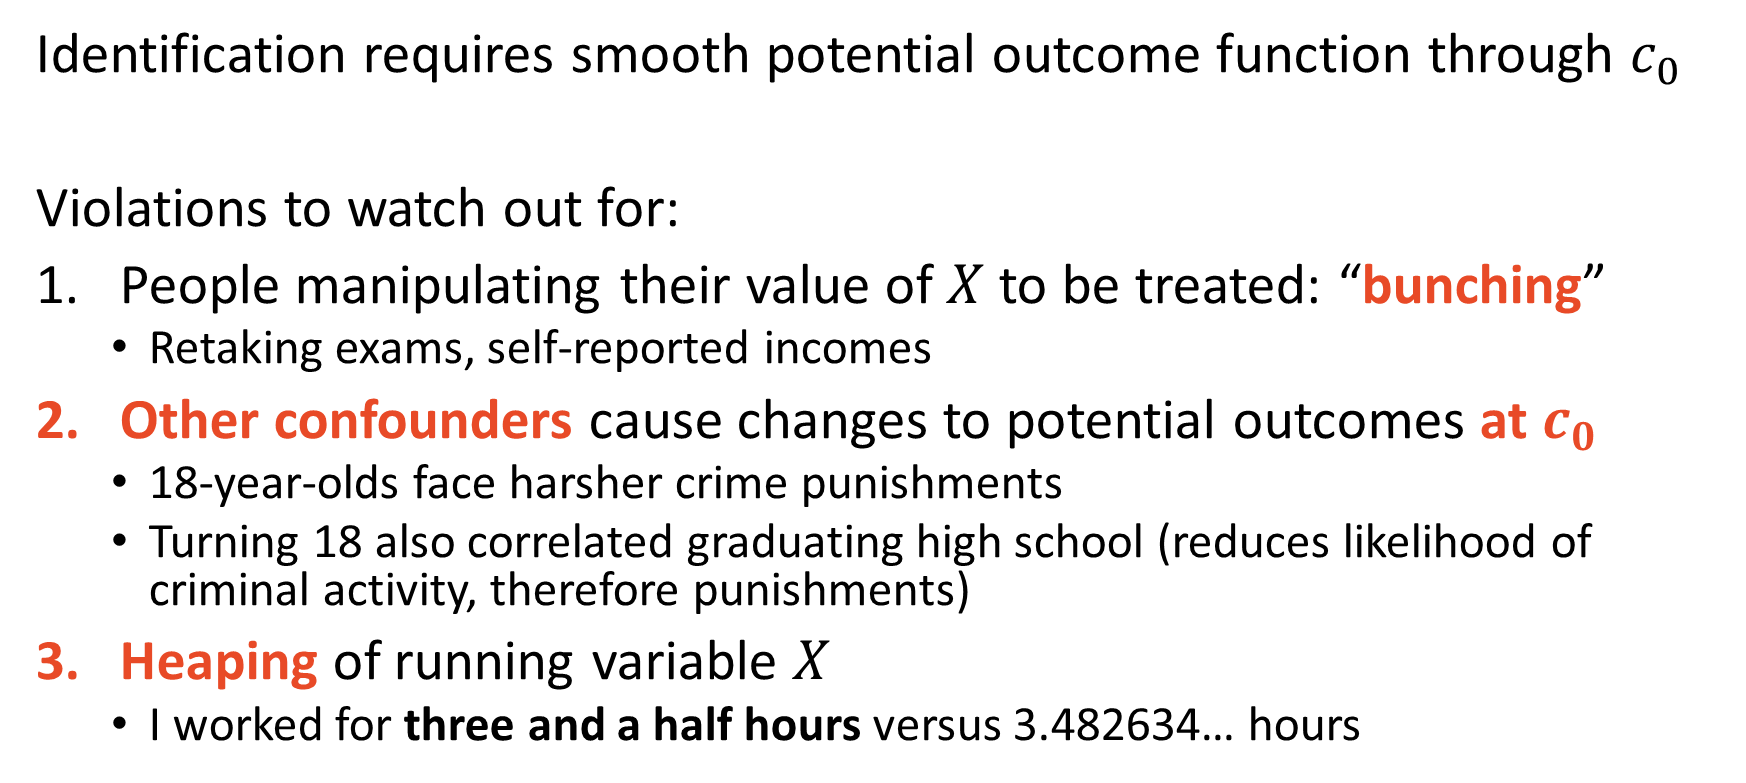 Identification requires smooth potential outcome function through c₀
Violations to watch out for:
1. People manipulating their value of X to be treated: “bunching”
• Retaking exams, self-reported incomes
2. Other confounders cause changes to potential outcomes at c₀
• 18-year-olds face harsher crime punishments
• Turning 18 also correlated graduating high school (reduces likelihood of
criminal activity, therefore punishments)
3. Heaping of running variable X
• I worked for three and a half hours versus 3.482634... hours